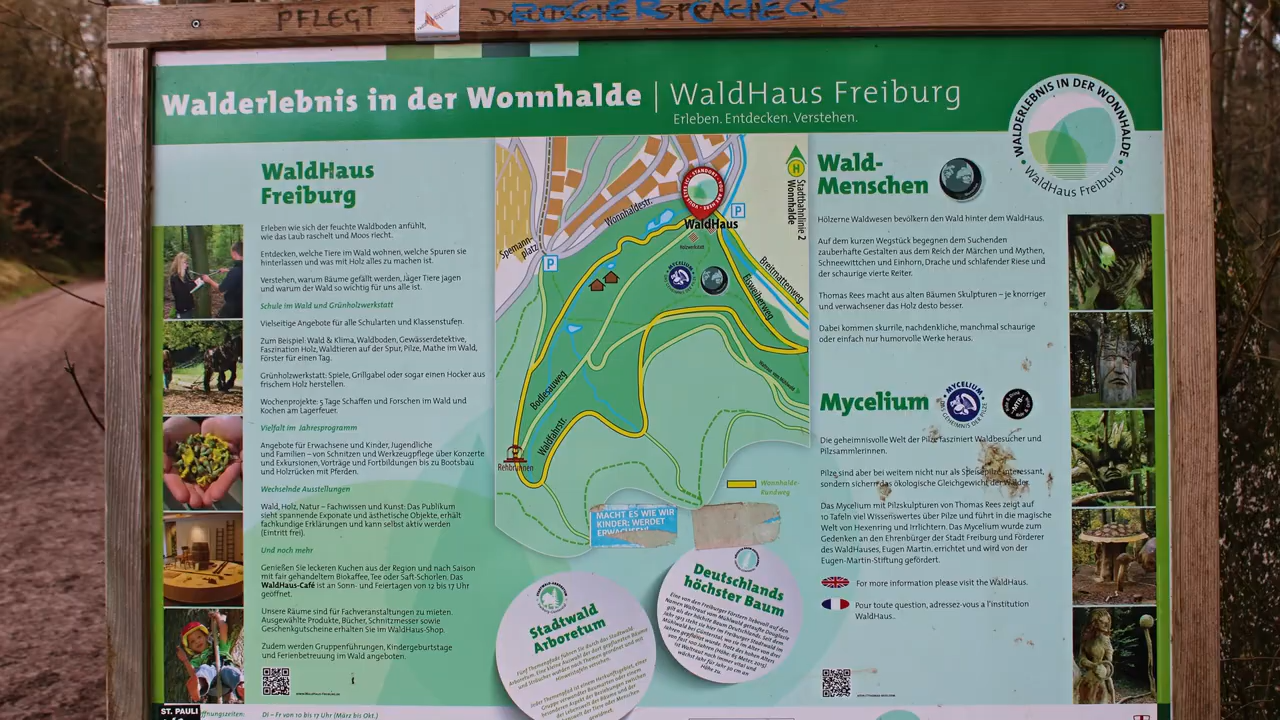 PFLEGT DEUTSCHE SPRACHE
Walderlebnis in der Wonnhalde | WaldHaus Freiburg
Erleben. Entdecken. Verstehen.
WALDERLEBNIS IN DER WONNHALDE
WaldHaus Freiburg
WaldHaus
Freiburg
Erleben wie sich der feuchte Waldboden anfühlt,
wie das Laub raschelt und Moos riecht.
Entdecken, welche Tiere im Wald wohnen, welche Spuren sie
hinterlassen und was mit Holz alles zu machen ist.
Verstehen, warum Bäume gefällt werden, Jäger Tiere jagen
und warum der Wald so wichtig für uns alle ist.
Schule im Wald und Grünholzwerkstatt
Vielseitige Angebote für alle Schularten und Klassenstufen.
Zum Beispiel: Wald & Klima, Waldboden, Gewässerdetektive,
Faszination Holz, Waldtieren auf der Spur, Pilze, Mathe im Wald,
Förster für einen Tag.
Grünholzwerkstatt: Spiele, Grillgabel oder sogar einen Hocker aus
frischem Holz herstellen.
Wochenprojekte: 5 Tage Schaffen und Forschen im Wald und
Kochen am Lagerfeuer.
Vielfalt im Jahresprogramm
Angebote für Erwachsene und Kinder, Jugendliche
und Familien – von Schnitzen und Werkzeugpflege über Konzerte
und Exkursionen, Vorträge und Fortbildungen bis zu Bootsbau
und Holzrücken mit Pferden.
Wechselnde Ausstellungen
Wald, Holz, Natur – Fachwissen und Kunst: Das Publikum
sieht spannende Exponate und ästhetische Objekte, erhält
fachkundige Erklärungen und kann selbst aktiv werden
(Eintritt frei).
Und noch mehr
Genießen Sie leckeren Kuchen aus der Region und nach Saison
mit fair gehandeltem Biokaffee, Tee oder Saft-Schorlen. Das
WaldHaus-Café ist an Sonn- und Feiertagen von 12 bis 17 Uhr
geöffnet.
Unsere Räume sind für Fachveranstaltungen zu mieten.
Ausgewählte Produkte, Bücher, Schnitzmesser sowie
Geschenkgutscheine erhalten Sie im WaldHaus-Shop.
Zudem werden Gruppenführungen, Kindergeburtstage
und Ferienbetreuung im Wald angeboten.
ST. PAULI
ffnungszeiten:
Di – Fr von 10 bis 17 Uhr (März bis Okt.)
H
Stadtbahnlinie 2
Wonnhalde
WaldHaus
P
Wonnhaldestr.
Spemann-
platz
P
MYCELIUM
Breitmattenweg
Eisweiherweg
Bodlesauweg
Waldfahrstr.
Rehbrunnen
Wonnhalde-
Rundweg
MACHT ES WIE WIR
KINDER: WERDET
ERWACHSEN!
Stadtwald
Arboretum
Deutschlands
höchster Baum
Wald-
Menschen
Hölzerne Waldwesen bevölkern den Wald hinter dem WaldHaus.
Auf dem kurzen Wegstück begegnen dem Suchenden
zauberhafte Gestalten aus dem Reich der Märchen und Mythen,
Schneewittchen und Einhorn, Drache und schlafender Riese und
der schaurige vierte Reiter.
Thomas Rees macht aus alten Bäumen Skulpturen – je knorriger
und verwachsener das Holz desto besser.
Dabei kommen skurrile, nachdenkliche, manchmal schaurige
oder einfach nur humorvolle Werke heraus.
Mycelium
MYCELIUM
DAS GEHEIMNIS DER PILZE
MTB
Die geheimnisvolle Welt der Pilze fasziniert Waldbesucher und
Pilzsammlerinnen.
Pilze sind aber bei weitem nicht nur als Speisepilze interessant,
sondern sichern das ökologische Gleichgewicht der Wälder.
Das Mycelium mit Pilzskulpturen von Thomas Rees zeigt auf
10 Tafeln viel Wissenswertes über Pilze und führt in die magische
Welt von Hexenring und Irrlichtern. Das Mycelium wurde zum
Gedenken an den Ehrenbürger der Stadt Freiburg und Förderer
des WaldHauses, Eugen Martin, errichtet und wird von der
Eugen-Martin-Stiftung gefördert.
For more information please visit the WaldHaus.
Pour toute question, adressez-vous a l'institution
WaldHaus.